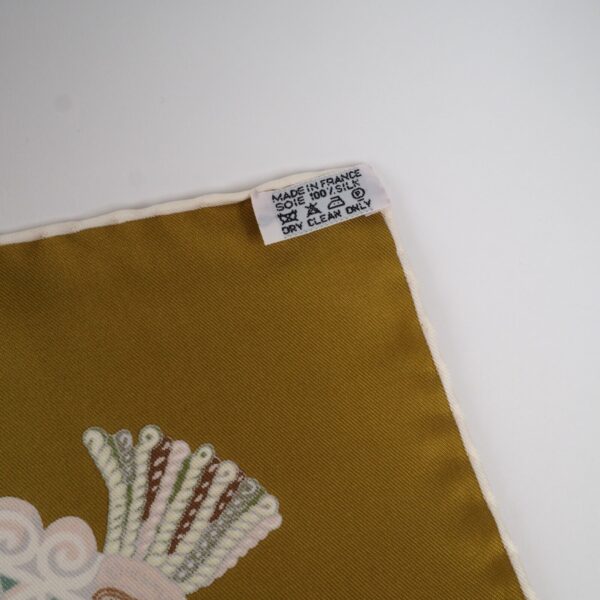 MADE IN FRANCE
SOIE 100% SILK
P
DRY CLEAN ONLY